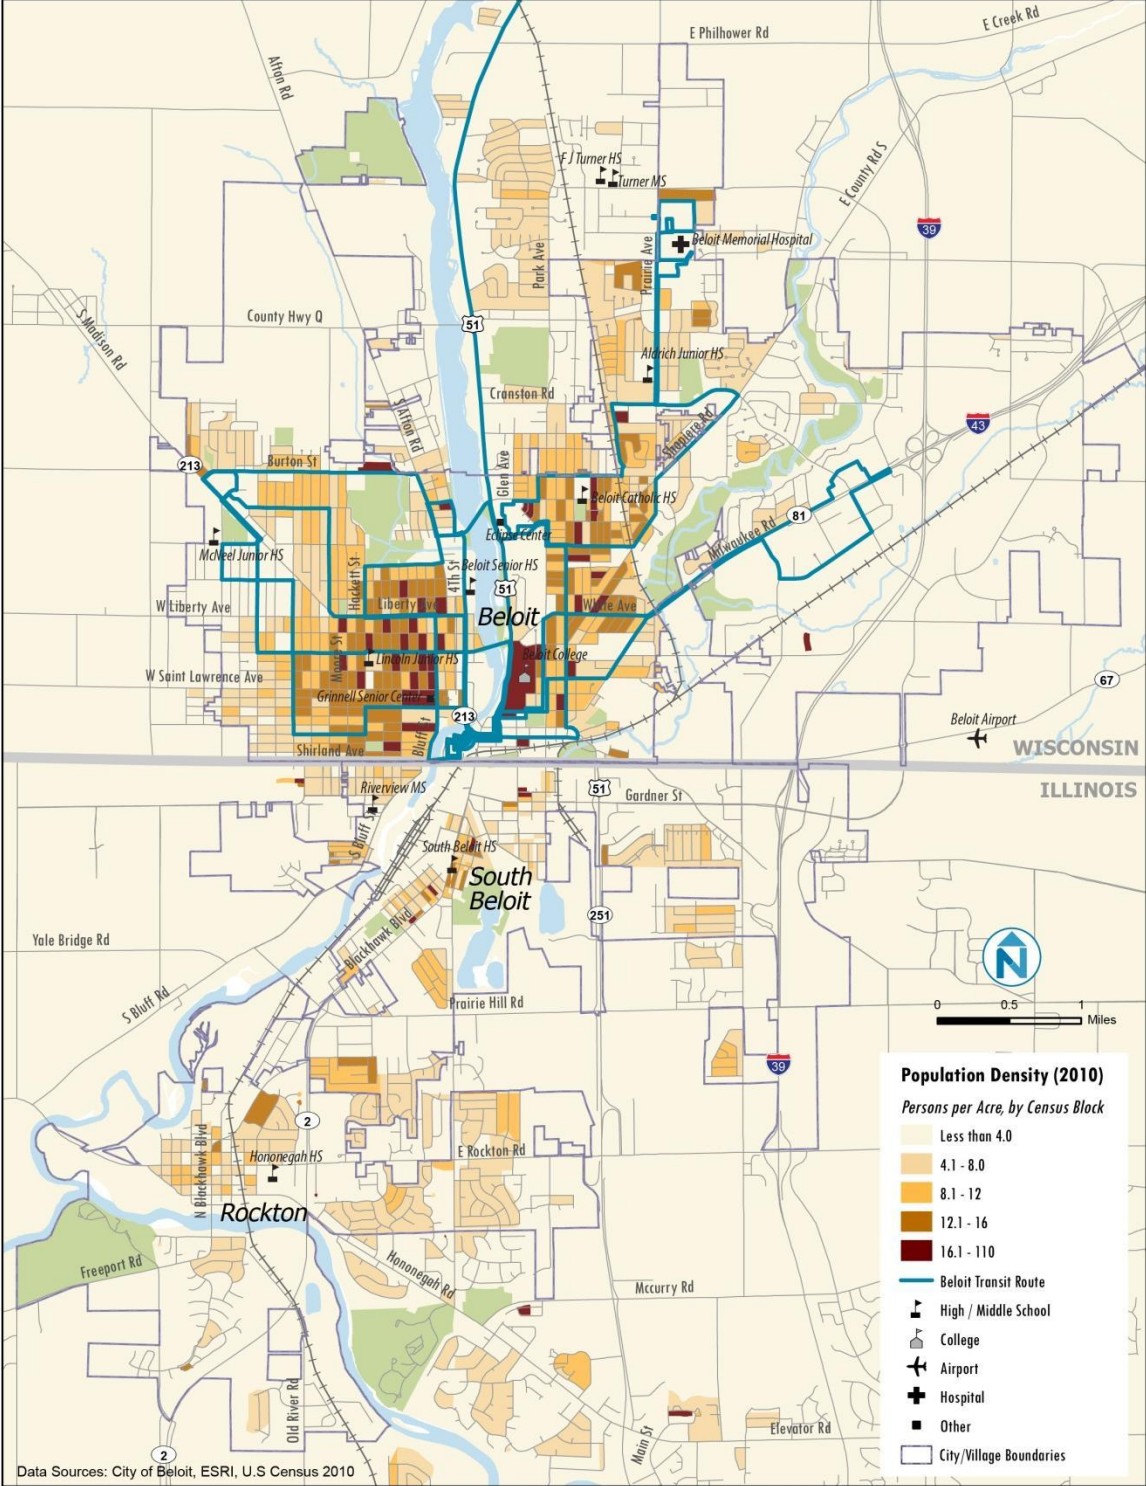 E Philhower Rd
E Creek Rd
Afton Rd
F J Turner HS
Turner MS
E County Rd S
39
Beloit Memorial Hospital
Park Ave
Prairie Ave
County Hwy Q
51
S Madison Rd
Aldrich Junior HS
Cranston Rd
S Afton Rd
Shopiere Rd
43
213
Burton St
Glen Ave
Beloit Catholic HS
81
Eclipse Center
Milwaukee Rd
McNeel Junior HS
Hackett St
4Th St
Beloit Senior HS
51
W Liberty Ave
Liberty Ave
White Ave
Beloit
Moore St
Lincoln Junior HS
Beloit College
W Saint Lawrence Ave
67
Grinnell Senior Center
213
Beloit Airport
Bluff St
Shirland Ave
WISCONSIN
ILLINOIS
Riverview MS
51
Gardner St
S Bluff St
South Beloit HS
South
Beloit
251
Blackhawk Blvd
Yale Bridge Rd
N
S Bluff Rd
Prairie Hill Rd
0 0.5 1
Miles
39
2
N Blackhawk Blvd
E Rockton Rd
Hononegah HS
Rockton
Freeport Rd
Hononegah Rd
Mccurry Rd
Old River Rd
Main St
Elevator Rd
2
Population Density (2010)
Persons per Acre, by Census Block
Less than 4.0
4.1 - 8.0
8.1 - 12
12.1 - 16
16.1 - 110
Beloit Transit Route
High / Middle School
College
Airport
Hospital
Other
City/Village Boundaries
Data Sources: City of Beloit, ESRI, U.S Census 2010